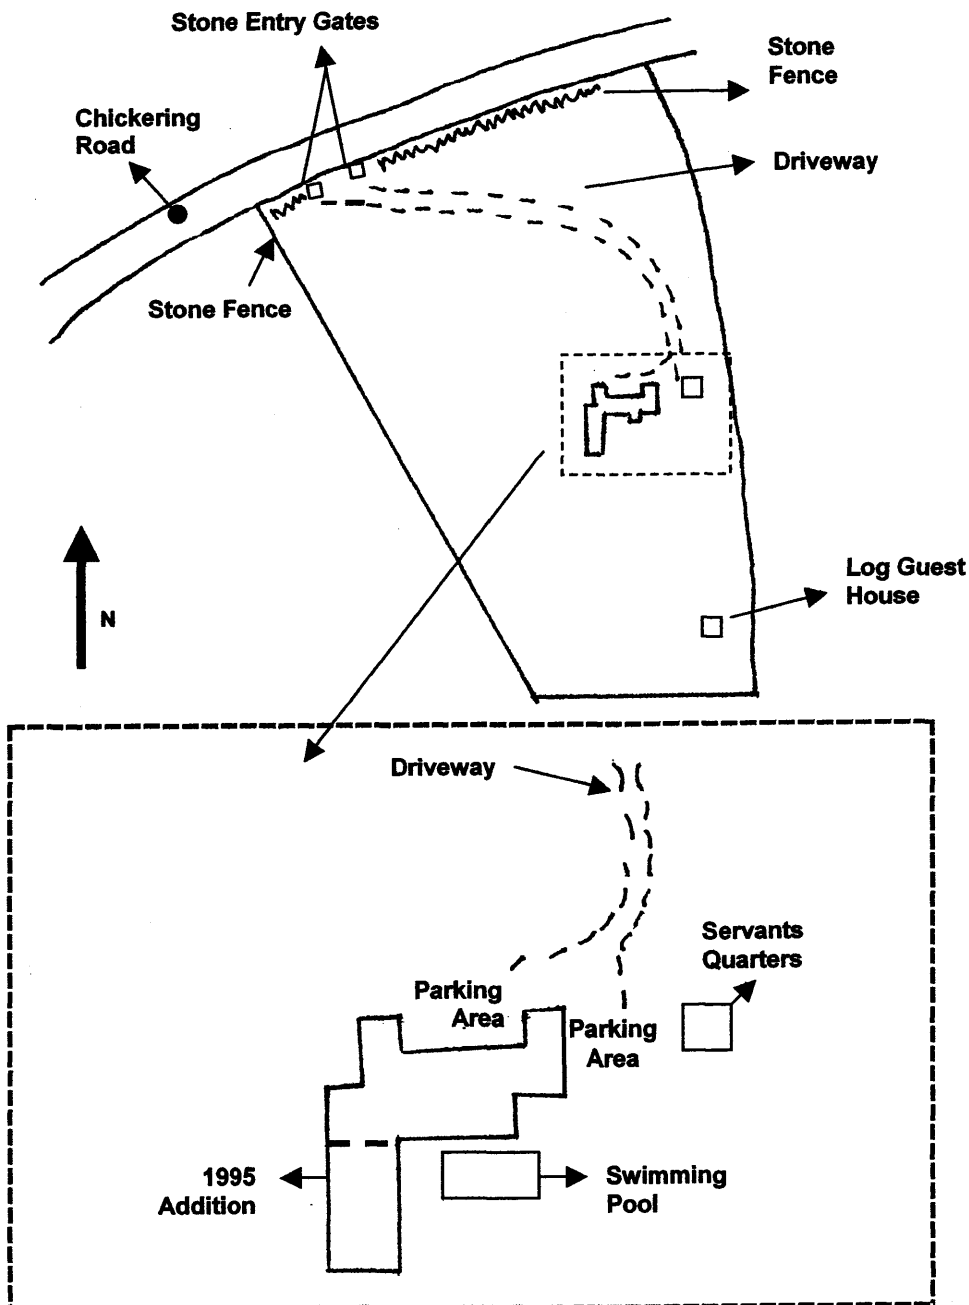 Stone Entry Gates
Stone
Fence
Chickering
Road
Driveway
Stone Fence
Log Guest
House
N
Driveway
Servants
Quarters
Parking
Area
Parking
Area
1995
Addition
Swimming
Pool